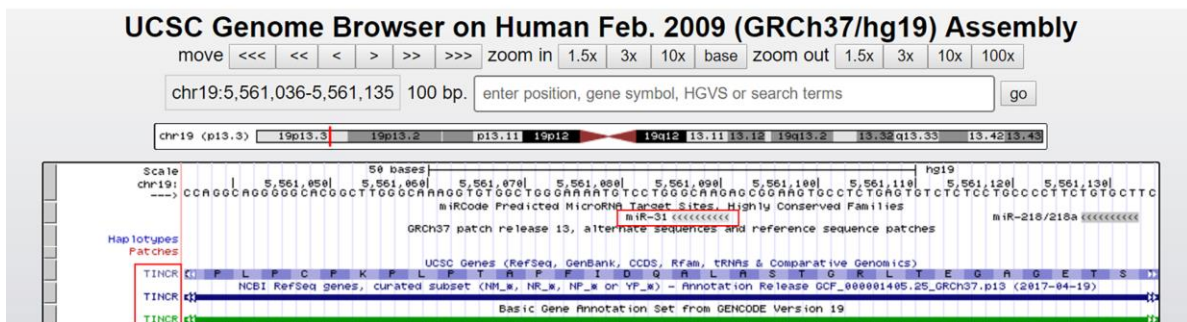 UCSC Genome Browser on Human Feb. 2009 (GRCh37/hg19) Assembly
move <<< << < > >> >>> zoom in 1.5x 3x 10x base zoom out 1.5x 3x 10x 100x
chr19:5,561,036-5,561,135 100 bp. enter position, gene symbol, HGVS or search terms go
chr19 (p13.3) 19p13.3 19p13.2 p13.11 19p12 19q12 13.11 13.12 19q13.2 13.32 q13.33 13.42 13.43
Scale 50 bases hg19
chr19: 5,561,050 5,561,060 5,561,070 5,561,080 5,561,090 5,561,100 5,561,110 5,561,120 5,561,130
--->
miRCode Predicted MicroRNA Target Sites, Highly Conserved Families
miR-31 <<<<<<<<<< miR-218/218a <<<<<<<<<<
GRCh37 patch release 13, alternate sequences and reference sequence patches
Haplotypes
Patches
UCSC Genes (RefSeq, GenBank, CCDS, Rfam, tRNAs & Comparative Genomics)
TINCR P L P C P K P L P T A P F I D Q A L A S T G R L T E G A G E T S
NCBI RefSeq genes, curated subset (NM_*, NR_*, NP_* or YP_*) - Annotation Release GCF_000001405.25_GRCh37.p13 (2017-04-19)
TINCR
Basic Gene Annotation Set from GENCODE Version 19
TINCR